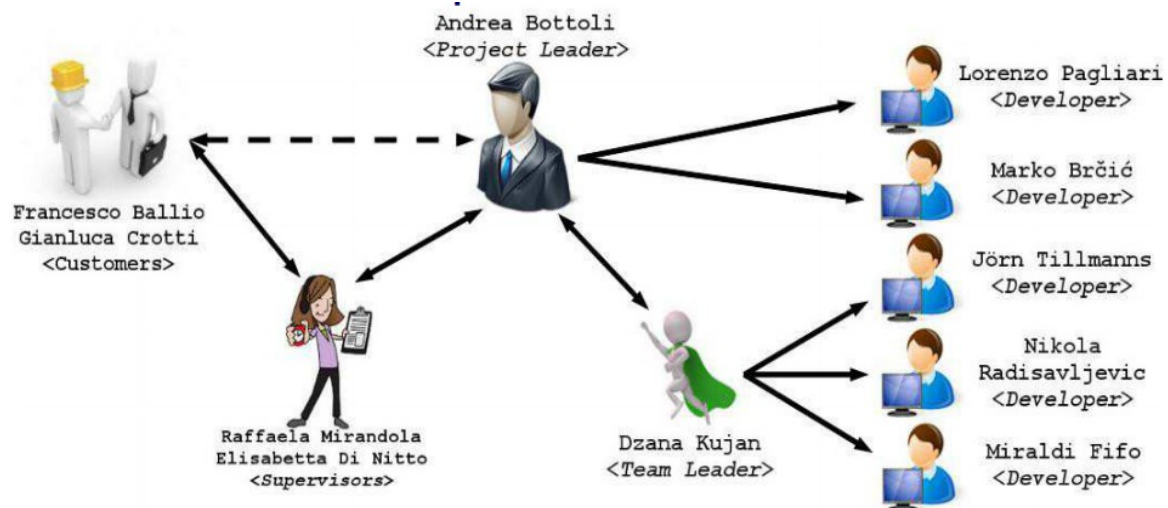 Andrea Bottoli
<Project Leader>
Francesco Ballio
Gianluca Crotti
<Customers>
Raffaela Mirandola
Elisabetta Di Nitto
<Supervisors>
Dzana Kujan
<Team Leader>
Lorenzo Pagliari
<Developer>
Marko Brčić
<Developer>
Jörn Tillmanns
<Developer>
Nikola
Radisavljevic
<Developer>
Miraldi Fifo
<Developer>